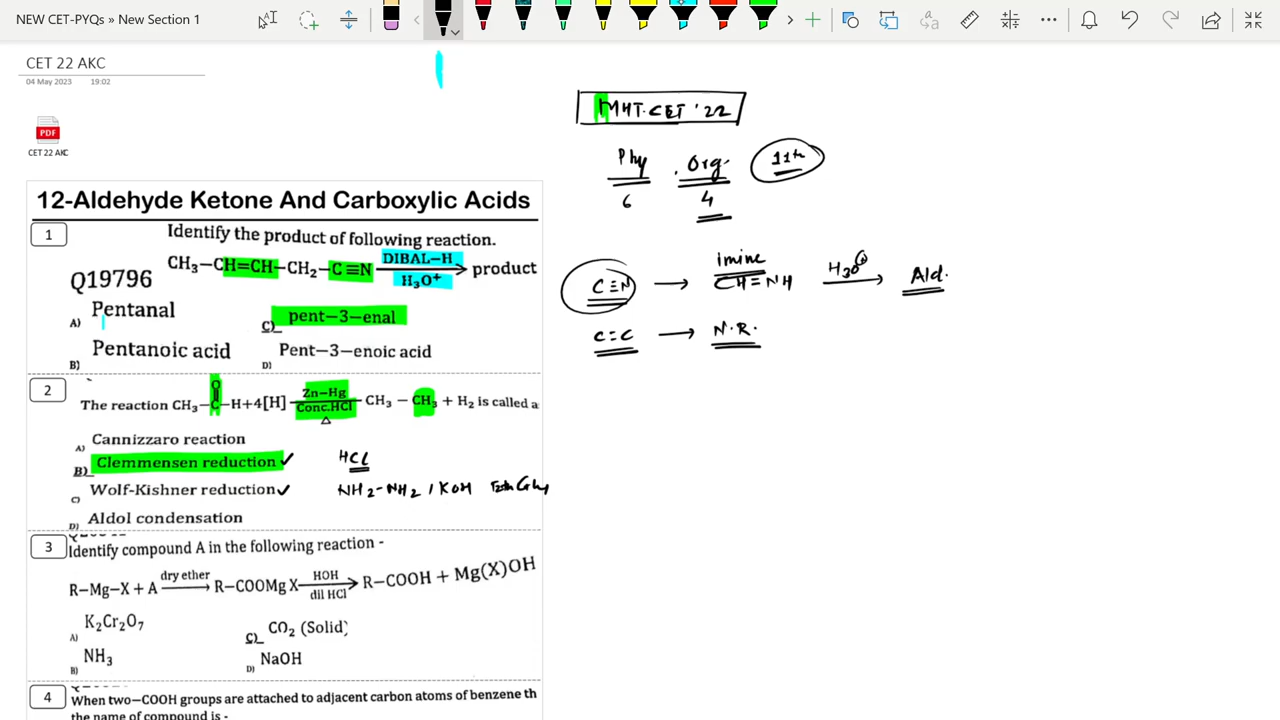 NEW CET-PYQs » New Section 1
CET 22 AKC
04 May 2023 19:02
PDF
CET 22 AKC
12-Aldehyde Ketone And Carboxylic Acids
1 Identify the product of following reaction.
CH₃–CH=CH–CH₂–C≡N DIBAL–H H₃O⁺ product
Q19796
A) Pentanal C) pent–3–enal
B) Pentanoic acid D) Pent–3–enoic acid
2 The reaction CH₃–C–H+4[H] Zn–Hg Conc.HCl Δ CH₃ – CH₃ + H₂ is called a
O
A) Cannizzaro reaction
B) Clemmensen reduction ✓
C) Wolf-Kishner reduction ✓
D) Aldol condensation
3 Identify compound A in the following reaction -
R–Mg–X + A dry ether → R–COOMg X HOH dil HCl → R–COOH + Mg(X)OH
A) K₂Cr₂O₇ C) CO₂ (Solid)
B) NH₃ D) NaOH
4 When two–COOH groups are attached to adjacent carbon atoms of benzene th
the name of compound is -
MHT-CET '22
Phy Org. 11th
6 4
C≡N → imine CH=NH H₃O⁺ → Ald.
C=C → N.R.
HCl
NH₂-NH₂ / KOH